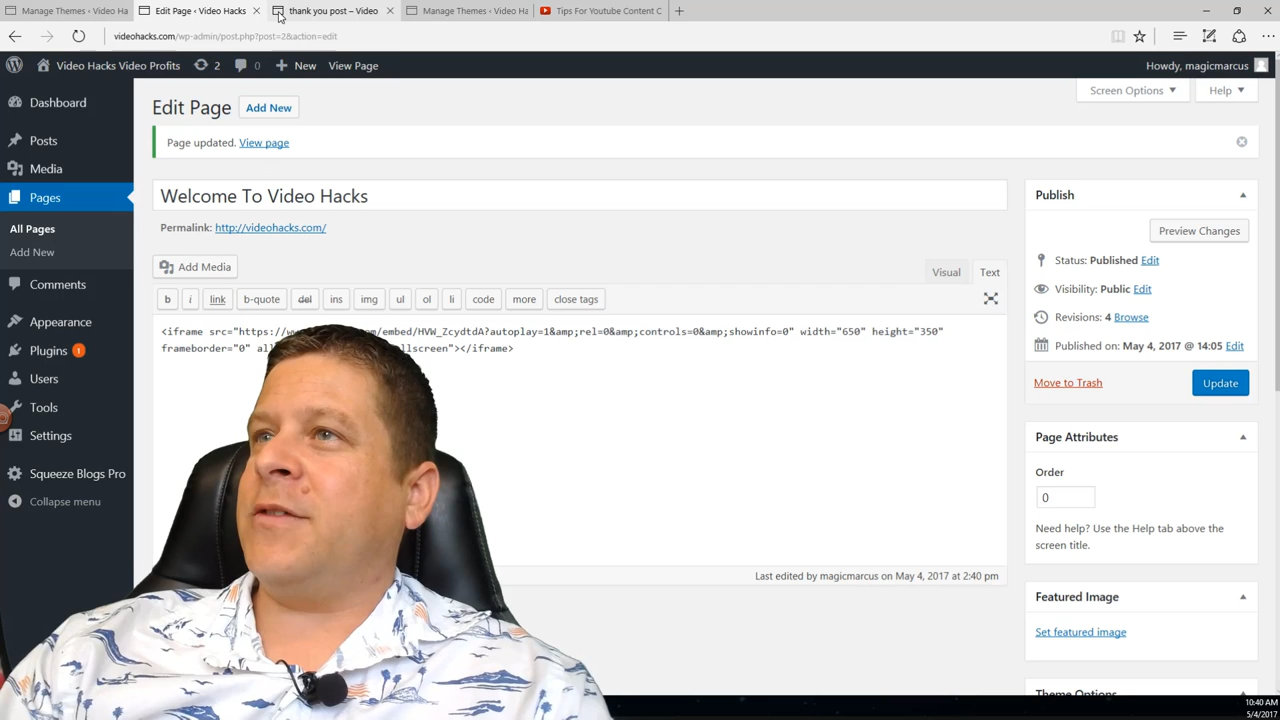 Manage Themes ‹ Video Ha
Edit Page ‹ Video Hacks
thank you post – Video
Manage Themes ‹ Video Ha
Tips For Youtube Content C
videohacks.com/wp-admin/post.php?post=2&action=edit
Video Hacks Video Profits
2
0
New
View Page
Howdy, magicmarcus
Dashboard
Posts
Media
Pages
All Pages
Add New
Comments
Appearance
Plugins 1
Users
Tools
Settings
Squeeze Blogs Pro
Collapse menu
Screen Options
Help
Edit Page
Add New
Page updated. View page
Welcome To Video Hacks
Permalink: http://videohacks.com/
Add Media
Visual
Text
b
i
link
b-quote
del
ins
img
ul
ol
li
code
more
close tags
<iframe src="https://w .com/embed/HVW_ZcydtdA?autoplay=1&amp;rel=0&amp;controls=0&amp;showinfo=0" width="650" height="350"
frameborder="0" all llscreen"></iframe>
Last edited by magicmarcus on May 4, 2017 at 2:40 pm
Publish
Preview Changes
Status: Published Edit
Visibility: Public Edit
Revisions: 4 Browse
Published on: May 4, 2017 @ 14:05 Edit
Move to Trash
Update
Page Attributes
Order
0
Need help? Use the Help tab above the
screen title.
Featured Image
Set featured image
Theme Options
10:40 AM
5/4/2017